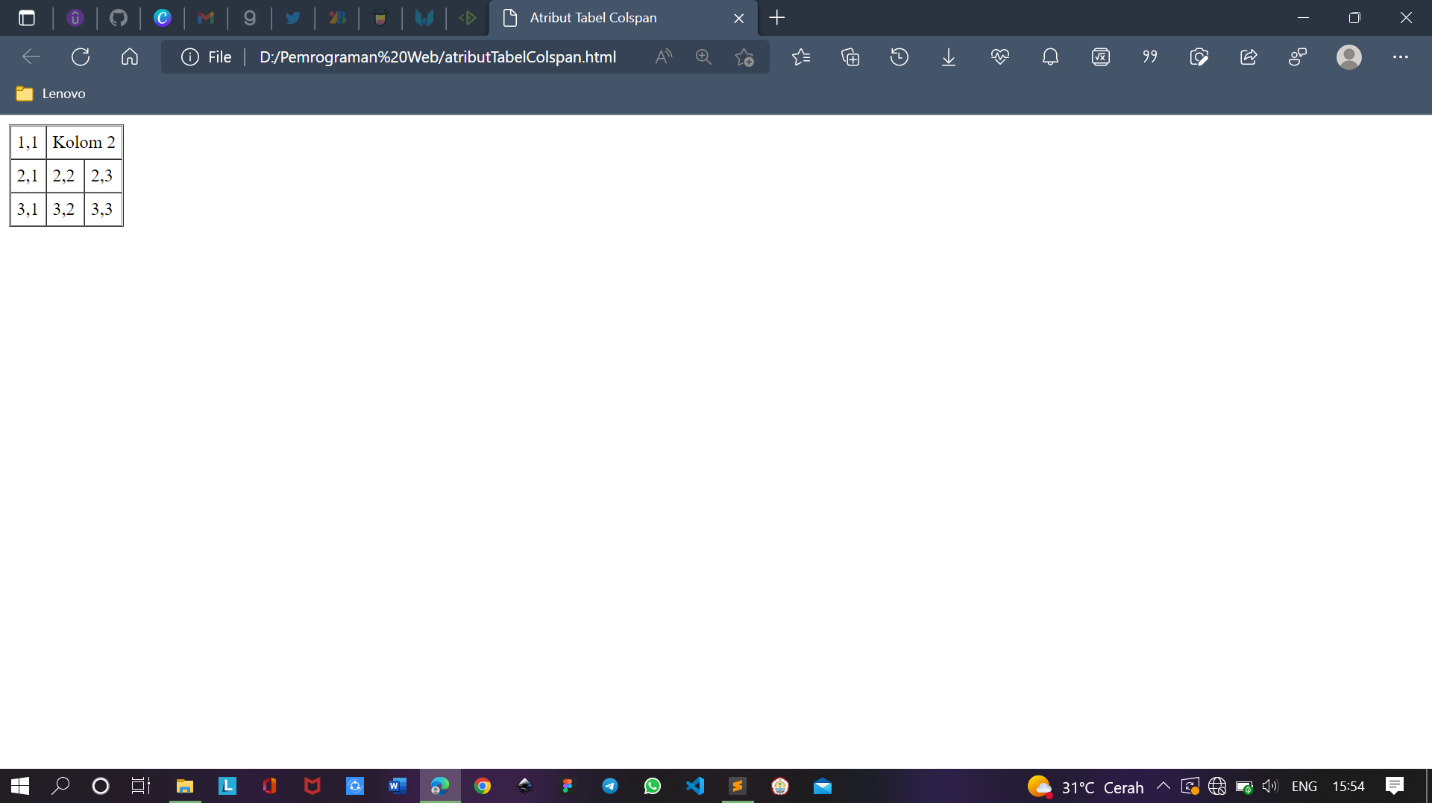 Atribut Tabel Colspan
File
D:/Pemrograman%20Web/atributTabelColspan.html
Lenovo
1,1 Kolom 2
2,1 2,2 2,3
3,1 3,2 3,3
31°C Cerah ENG 15:54